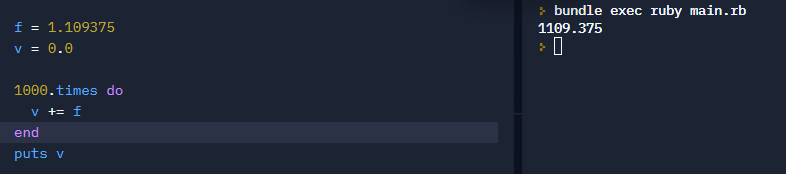 f = 1.109375
v = 0.0
1000.times do
  v += f
end
puts v
> bundle exec ruby main.rb
1109.375
>